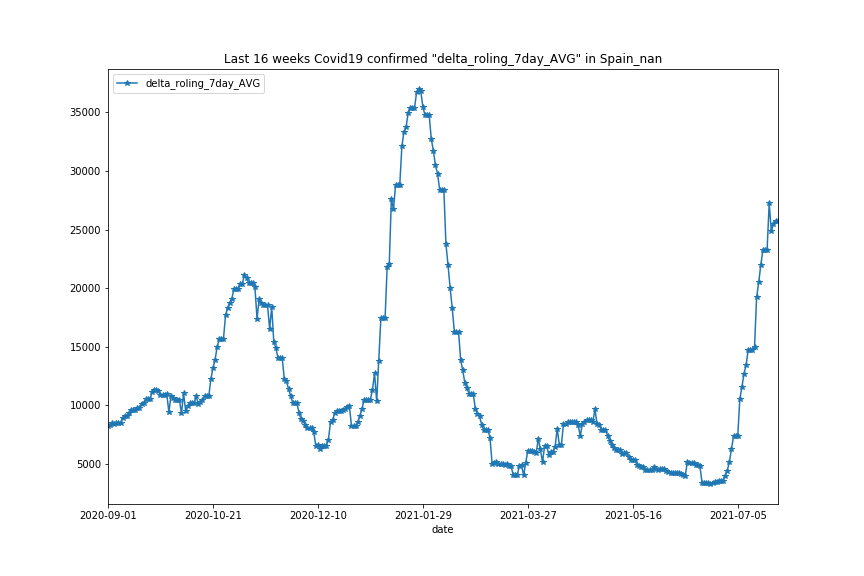 Last 16 weeks Covid19 confirmed "delta_roling_7day_AVG" in Spain_nan
delta_roling_7day_AVG
35000
30000
25000
20000
15000
10000
5000
2020-09-01 2020-10-21 2020-12-10 2021-01-29 2021-03-27 2021-05-16 2021-07-05
date